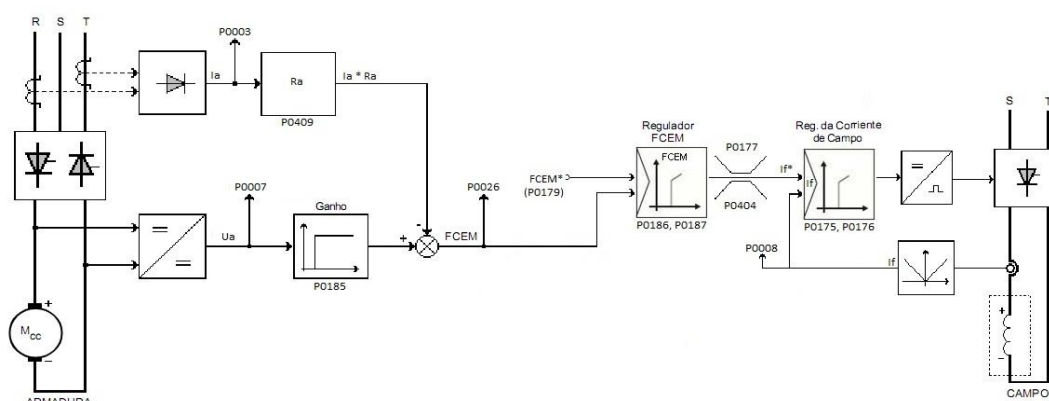 R S T
P0003
Ia
Ra
Ia * Ra
P0409
P0007
Ua
Ganho
P0185
-
+
FCEM
P0026
Mcc
+
−
ARMADURA
Regulador
FCEM
FCEM
FCEM*
(P0179)
P0186, P0187
P0177
P0404
If*
Reg. da Corriente
de Campo
If
P0175, P0176
P0008
If
S T
+
−
CAMPO